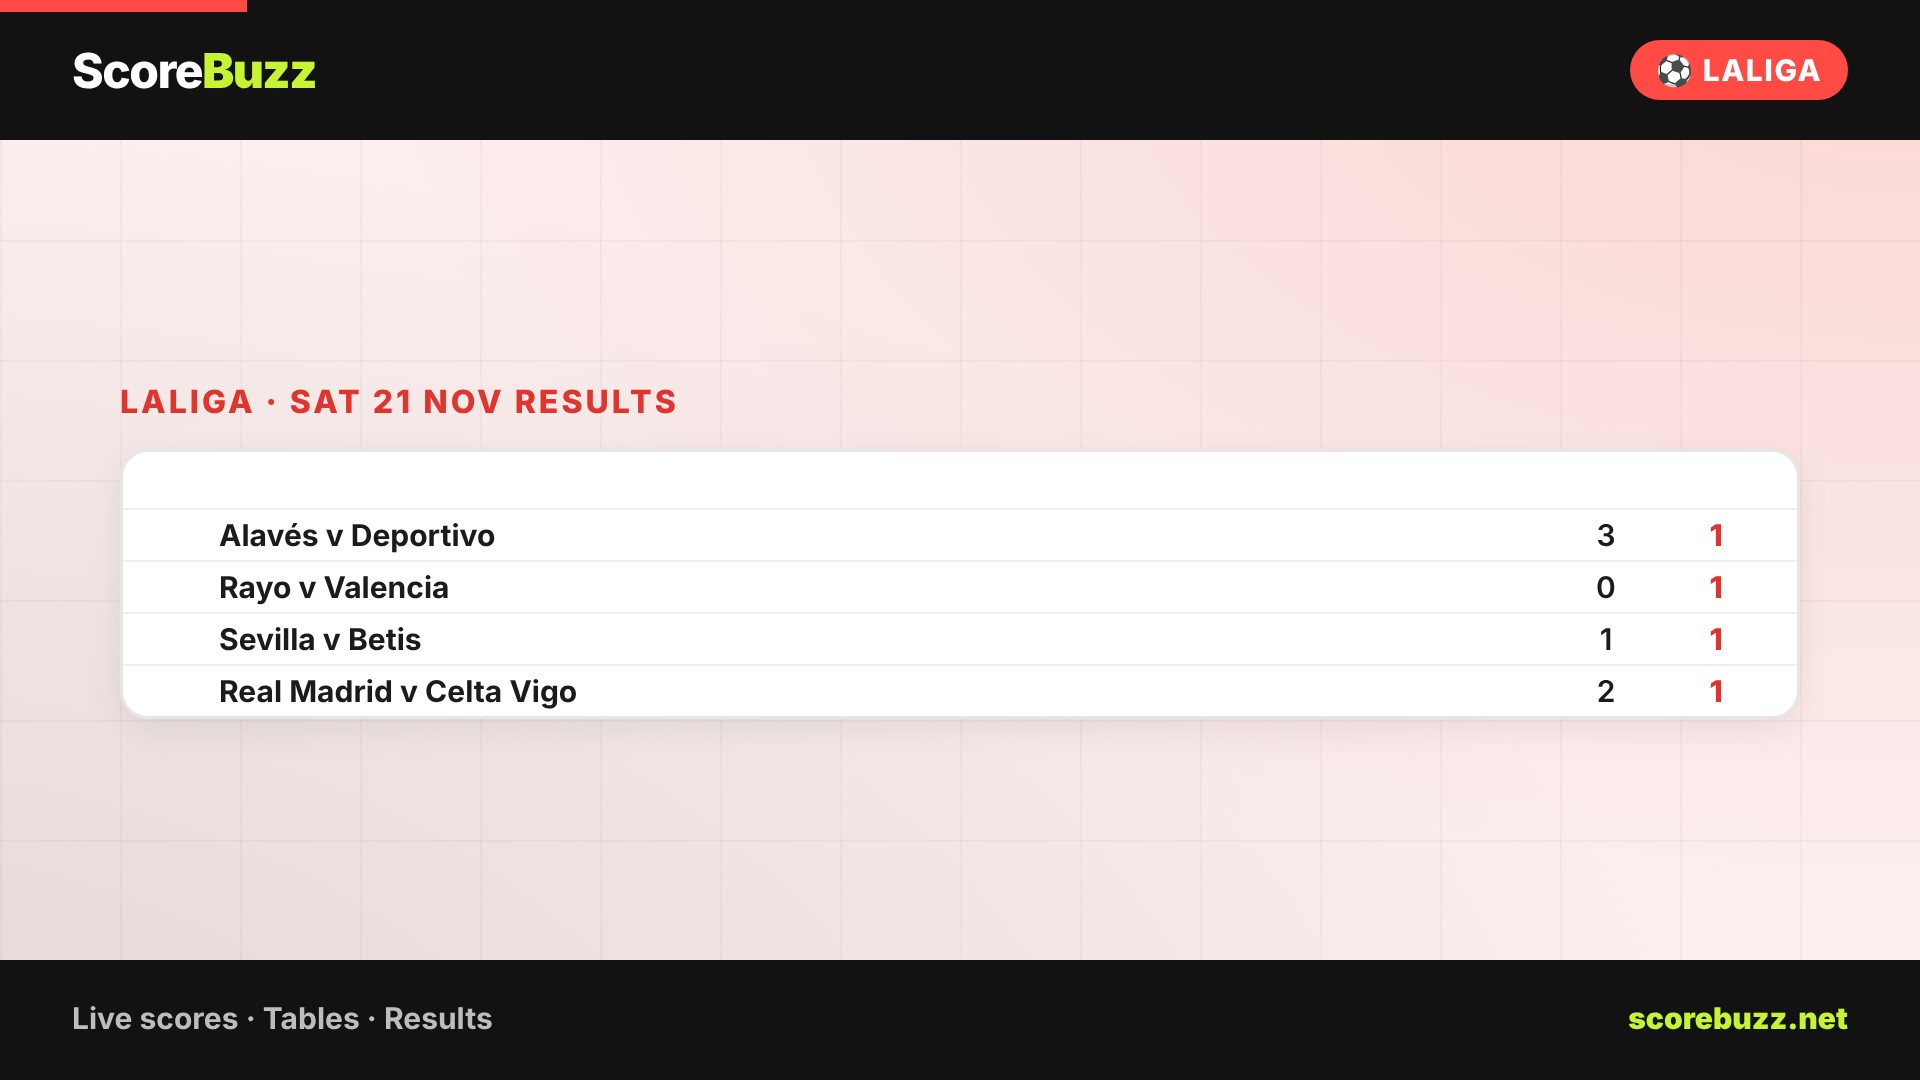 ScoreBuzz
⚽ LALIGA
LALIGA · SAT 21 NOV RESULTS
Alavés v Deportivo 3 1
Rayo v Valencia 0 1
Sevilla v Betis 1 1
Real Madrid v Celta Vigo 2 1
Live scores · Tables · Results
scorebuzz.net